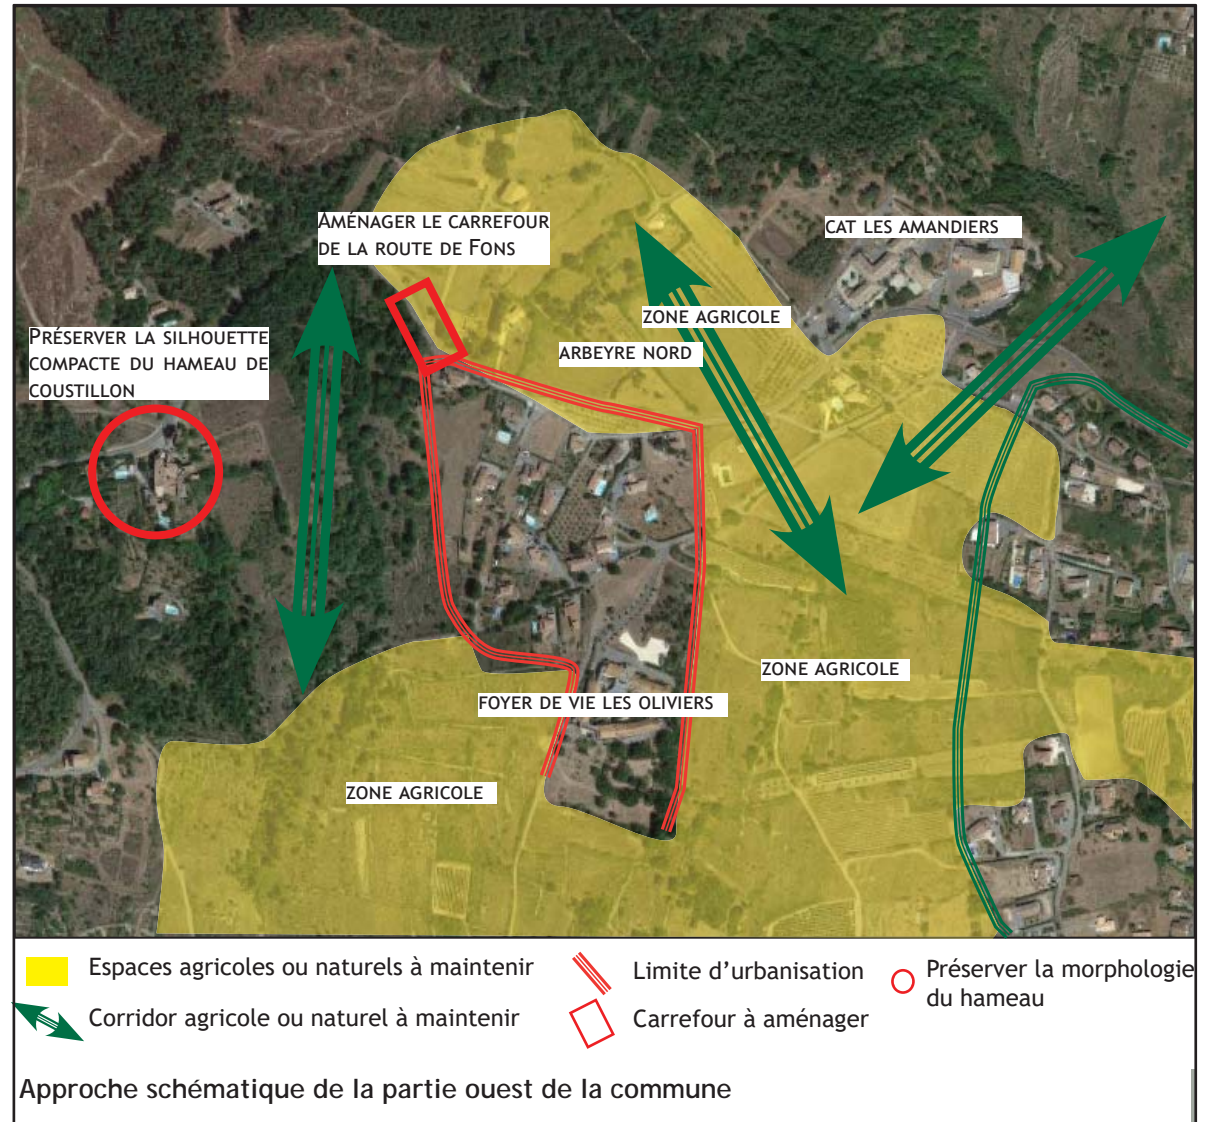 AMÉNAGER LE CARREFOUR
DE LA ROUTE DE FONS
CAT LES AMANDIERS
ZONE AGRICOLE
ARBEYRE NORD
PRÉSERVER LA SILHOUETTE
COMPACTE DU HAMEAU DE
COUSTILLON
ZONE AGRICOLE
FOYER DE VIE LES OLIVIERS
ZONE AGRICOLE
Espaces agricoles ou naturels à maintenir
Corridor agricole ou naturel à maintenir
Limite d'urbanisation
Carrefour à aménager
Préserver la morphologie
du hameau
Approche schématique de la partie ouest de la commune